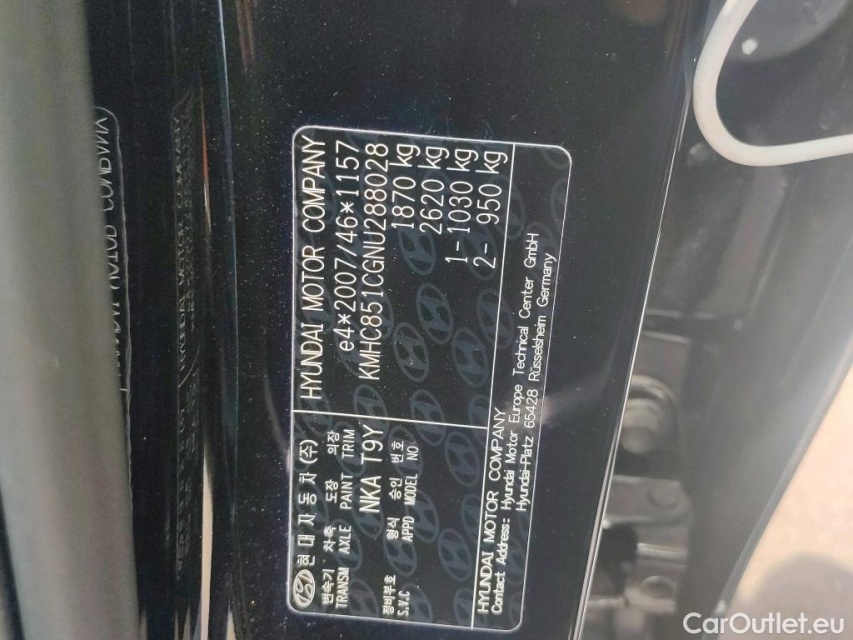 HYUNDAI MOTOR COMPANY
e4*2007/46*1157
KMHC851CGNU288028
1870 kg
2620 kg
1- 1030 kg
2- 950 kg
현대자동차(주)
변속기 차축 도장 의장
TRANSM AXLE PAINT TRIM
NKA T9Y
정비부호 형식 승인 번호
S.V.C APPD MODEL NO
HYUNDAI MOTOR COMPANY
Contact Address: Hyundai Motor Europe Technical Center GmbH
Hyundai-Platz 65428 Rüsselsheim Germany
CarOutlet.eu